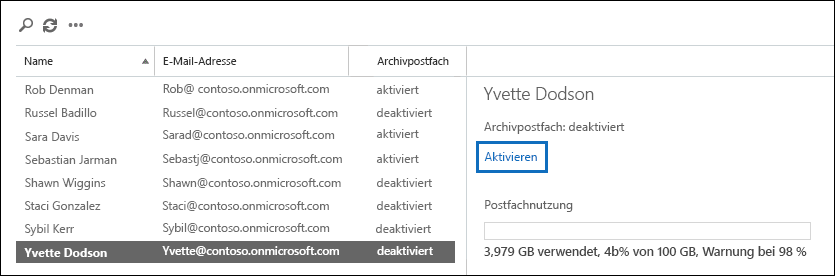 Name E-Mail-Adresse Archivpostfach
Rob Denman Rob@ contoso.onmicrosoft.com aktiviert
Russel Badillo Russel@contoso.onmicrosoft.com deaktiviert
Sara Davis Sarad@contoso.onmicrosoft.com aktiviert
Sebastian Jarman Sebastj@contoso.onmicrosoft.com aktiviert
Shawn Wiggins Shawn@contoso.onmicrosoft.com deaktiviert
Staci Gonzalez Staci@contoso.onmicrosoft.com deaktiviert
Sybil Kerr Sybil@contoso.onmicrosoft.com deaktiviert
Yvette Dodson Yvette@contoso.onmicrosoft.com deaktiviert
Yvette Dodson
Archivpostfach: deaktiviert
Aktivieren
Postfachnutzung
3,979 GB verwendet, 4b% von 100 GB, Warnung bei 98 %